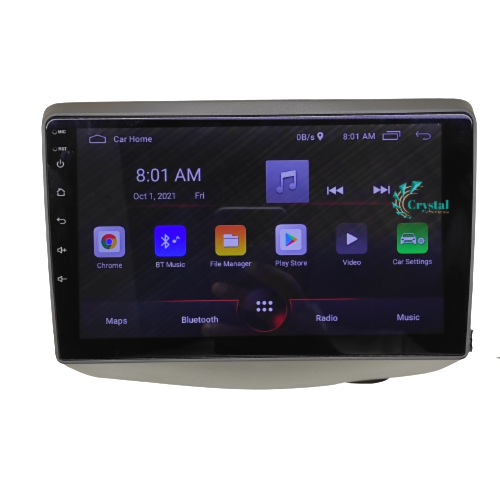 MIC
RST
Car Home
0B/s
8:01 AM
8:01 AM
Oct 1, 2021 Fri
Crystal
Chrome
BT Music
File Manager
Play Store
Video
Car Settings
Maps
Bluetooth
Radio
Music